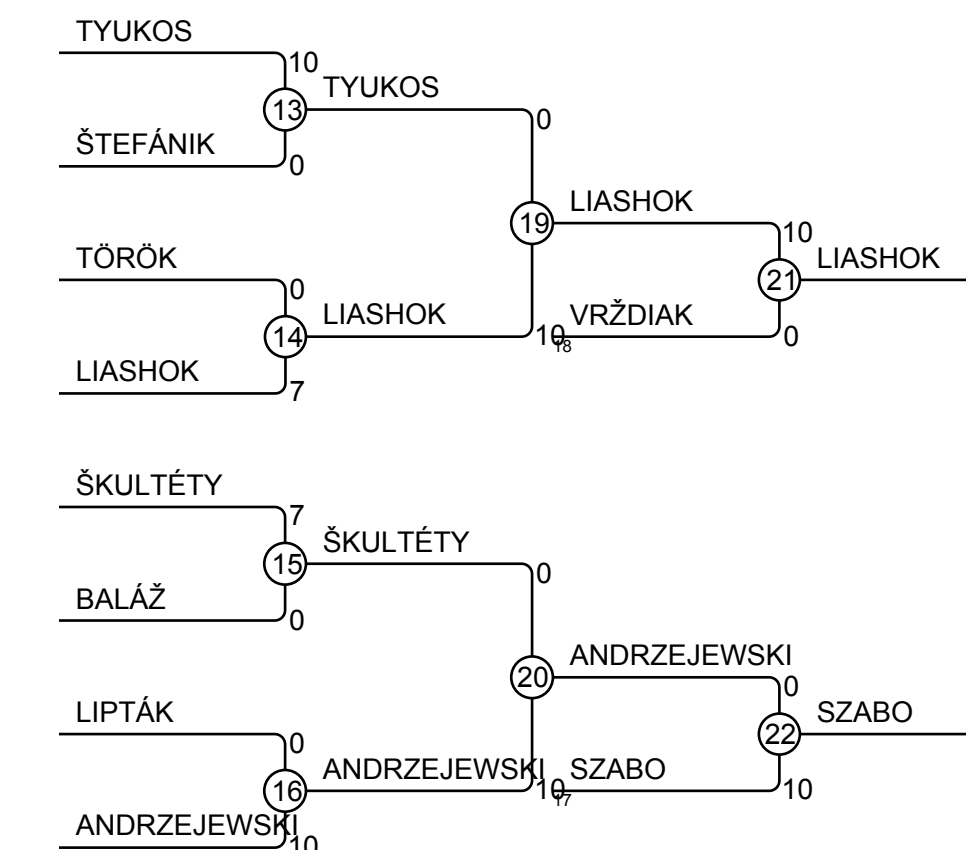 TYUKOS
10
13
TYUKOS
0
ŠTEFÁNIK
0
19
LIASHOK
10
TÖRÖK
0
21
LIASHOK
14
LIASHOK
10
18
VRŽDIAK
0
LIASHOK
7
ŠKULTÉTY
7
15
ŠKULTÉTY
0
BALÁŽ
0
20
ANDRZEJEWSKI
0
LIPTÁK
0
22
SZABO
16
ANDRZEJEWSKI
10
17
SZABO
10
ANDRZEJEWSKI
10